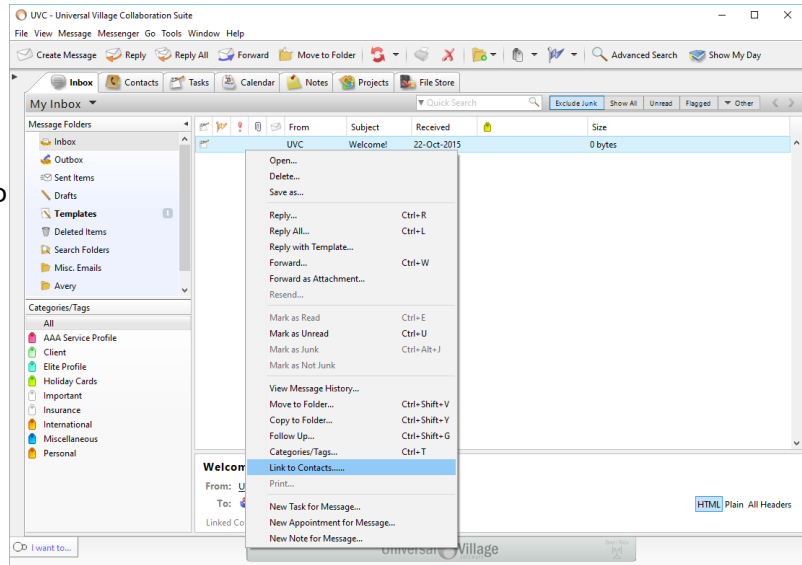 UVC - Universal Village Collaboration Suite
File View Message Messenger Go Tools Window Help
Create Message Reply Reply All Forward Move to Folder Advanced Search Show My Day
Inbox Contacts Tasks Calendar Notes Projects File Store
My Inbox Quick Search Exclude Junk Show All Unread Flagged Other
Message Folders
From Subject Received Size
UVC Welcome! 22-Oct-2015 0 bytes
Inbox
Outbox
Sent Items
Drafts
Templates
Deleted Items
Search Folders
Misc. Emails
Avery
Categories/Tags
All
AAA Service Profile
Client
Elite Profile
Holiday Cards
Important
Insurance
International
Miscellaneous
Personal
Open...
Delete...
Save as...
Reply... Ctrl+R
Reply All... Ctrl+L
Reply with Template...
Forward... Ctrl+W
Forward as Attachment...
Resend...
Mark as Read Ctrl+E
Mark as Unread Ctrl+U
Mark as Junk Ctrl+Alt+J
Mark as Not Junk
View Message History...
Move to Folder... Ctrl+Shift+V
Copy to Folder... Ctrl+Shift+Y
Follow Up... Ctrl+Shift+G
Categories/Tags... Ctrl+T
Link to Contacts......
Print...
New Task for Message...
New Appointment for Message...
New Note for Message...
Welcom
From: U
To:
Linked Co
HTML Plain All Headers
I want to...
Universal Village